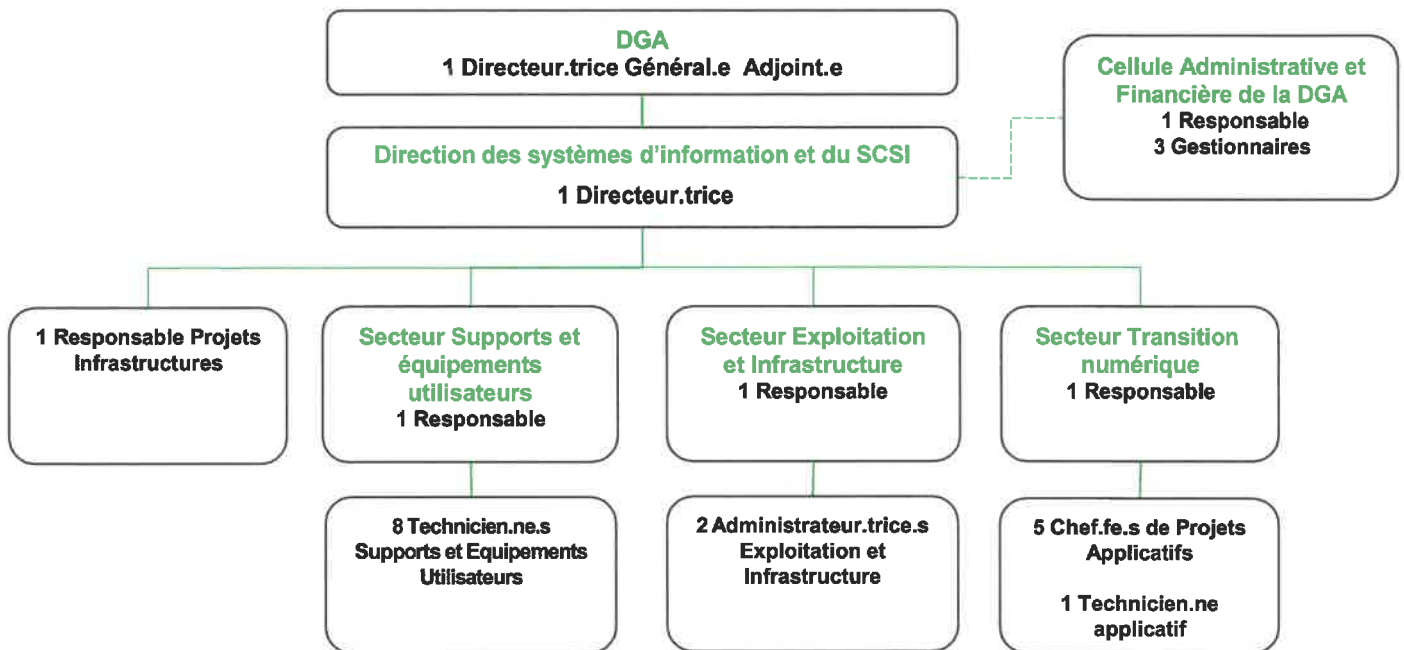 DGA
1 Directeur.trice Général.e Adjoint.e
Cellule Administrative et
Financière de la DGA
1 Responsable
3 Gestionnaires
Direction des systèmes d'information et du SCSI
1 Directeur.trice
1 Responsable Projets
Infrastructures
Secteur Supports et
équipements
utilisateurs
1 Responsable
Secteur Exploitation
et Infrastructure
1 Responsable
Secteur Transition
numérique
1 Responsable
8 Technicien.ne.s
Supports et Equipements
Utilisateurs
2 Administrateur.trice.s
Exploitation et
Infrastructure
5 Chef.fe.s de Projets
Applicatifs
1 Technicien.ne
applicatif